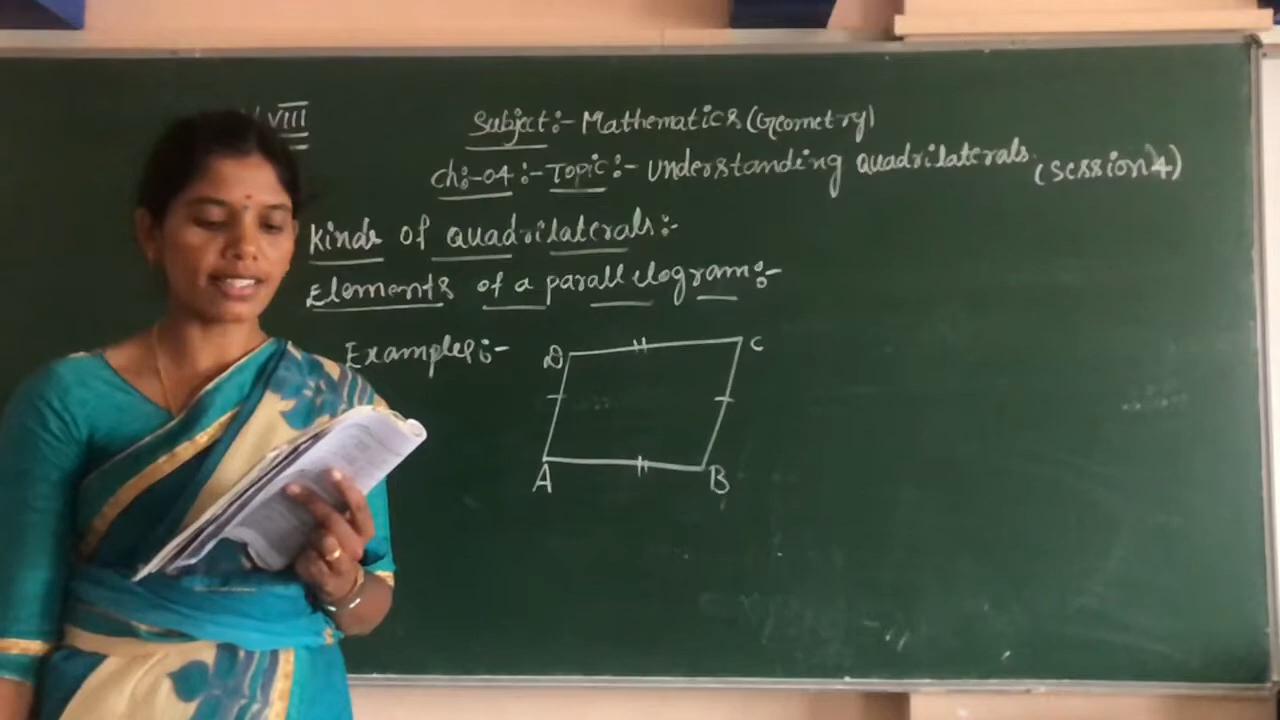 VIII
Subject:- Mathematics (Geometry)
Ch:-04:- Topic:- Understanding quadrilaterals. (session 4)
Kinds of quadrilaterals:-
Elements of a parallelogram:-
Examples:-
D C
A B